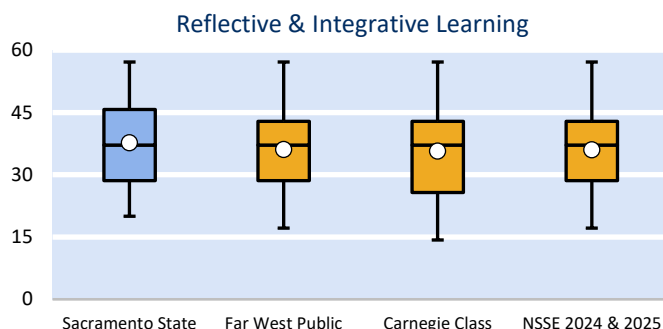 Reflective & Integrative Learning
60
45
30
15
0
Sacramento State Far West Public Carnegie Class NSSE 2024 & 2025